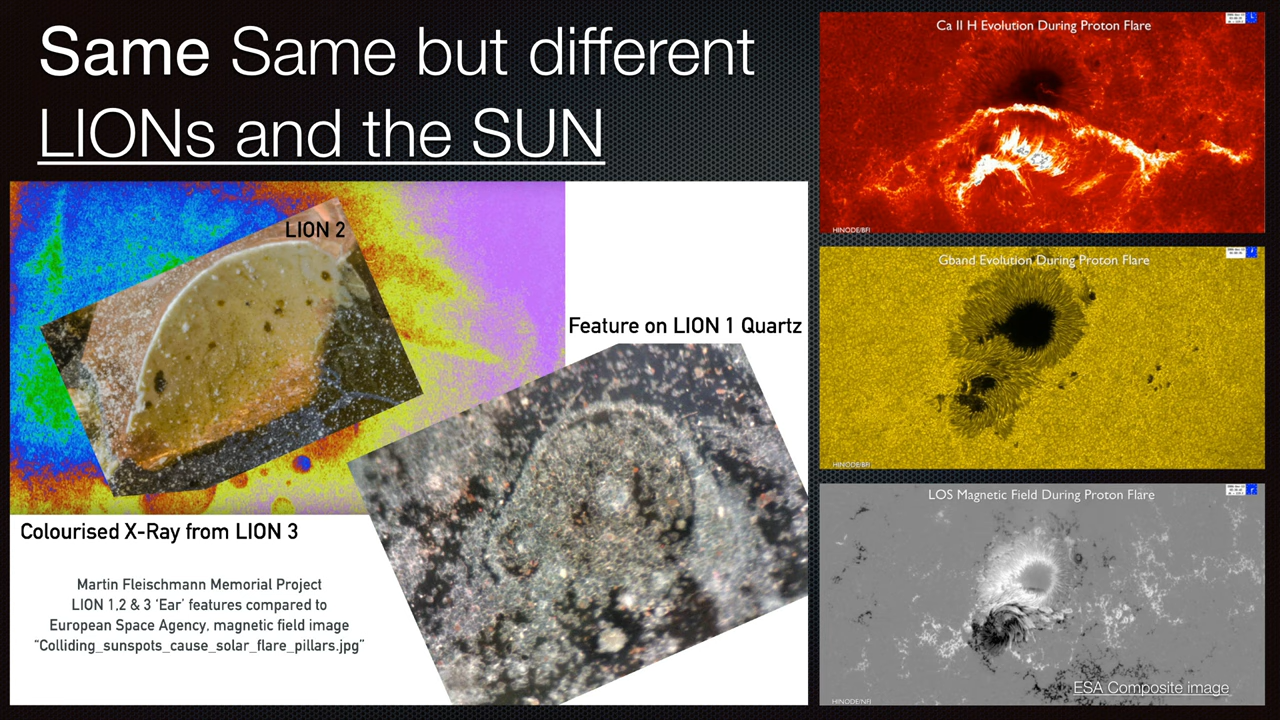 Same Same but different
LIONs and the SUN
LION 2
Feature on LION 1 Quartz
Colourised X-Ray from LION 3
Martin Fleischmann Memorial Project
LION 1,2 & 3 ‘Ear’ features compared to
European Space Agency, magnetic field image
“Colliding_sunspots_cause_solar_flare_pillars.jpg”
Ca II H Evolution During Proton Flare
HINODE/BFI
Gband Evolution During Proton Flare
HINODE/BFI
LOS Magnetic Field During Proton Flare
ESA Composite image
HINODE/NFI